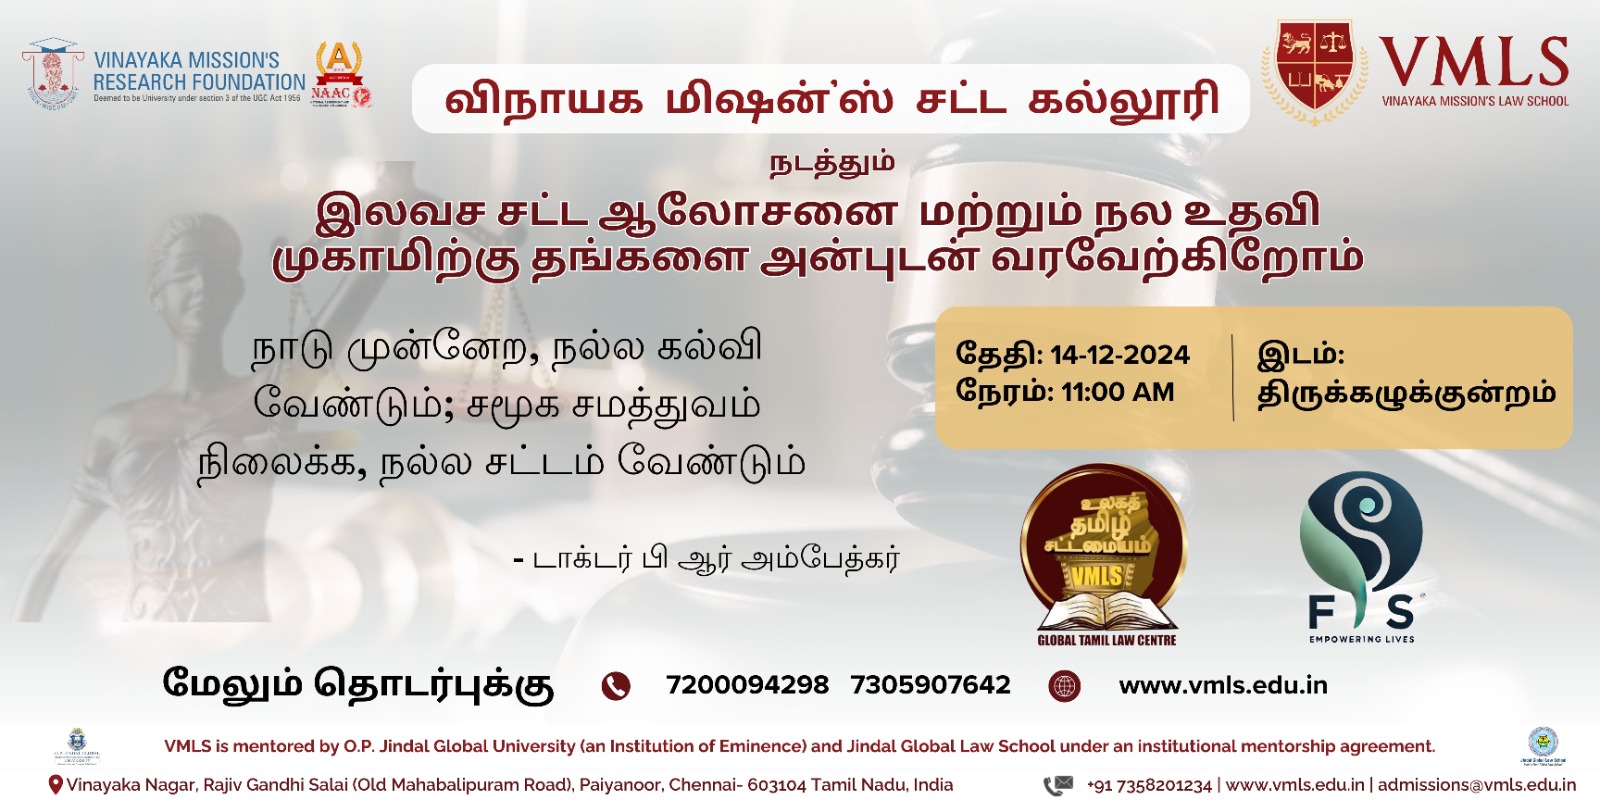 VINAYAKA MISSION'S
RESEARCH FOUNDATION
Deemed to be University under section 3 of the UGC Act 1956
A
NAAC
VMLS
VINAYAKA MISSION'S LAW SCHOOL
விநாயக மிஷன்'ஸ் சட்ட கல்லூரி
நடத்தும்
இலவச சட்ட ஆலோசனை மற்றும் நல உதவி
முகாமிற்கு தங்களை அன்புடன் வரவேற்கிறோம்
நாடு முன்னேற, நல்ல கல்வி
வேண்டும்; சமூக சமத்துவம்
நிலைக்க, நல்ல சட்டம் வேண்டும்
- டாக்டர் பி ஆர் அம்பேத்கர்
தேதி: 14-12-2024
நேரம்: 11:00 AM
இடம்:
திருக்கழுக்குன்றம்
உலகத்
தமிழ்
சட்டமையம்
VMLS
GLOBAL TAMIL LAW CENTRE
F S
EMPOWERING LIVES
மேலும் தொடர்புக்கு 7200094298 7305907642 www.vmls.edu.in
VMLS is mentored by O.P. Jindal Global University (an Institution of Eminence) and Jindal Global Law School under an institutional mentorship agreement.
Jindal Global Law School
Vinayaka Nagar, Rajiv Gandhi Salai (Old Mahabalipuram Road), Paiyanoor, Chennai- 603104 Tamil Nadu, India
+91 7358201234 | www.vmls.edu.in | admissions@vmls.edu.in